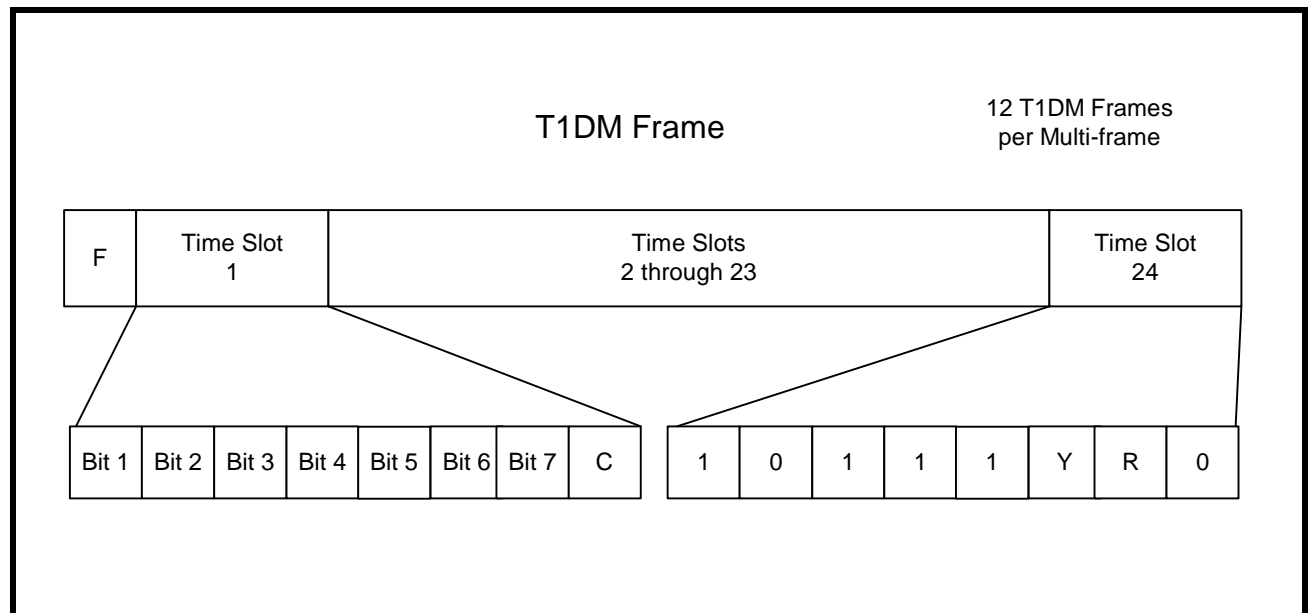 T1DM Frame
12 T1DM Frames
per Multi-frame
F
Time Slot
1
Time Slots
2 through 23
Time Slot
24
Bit 1 Bit 2 Bit 3 Bit 4 Bit 5 Bit 6 Bit 7 C
1 0 1 1 1 Y R 0